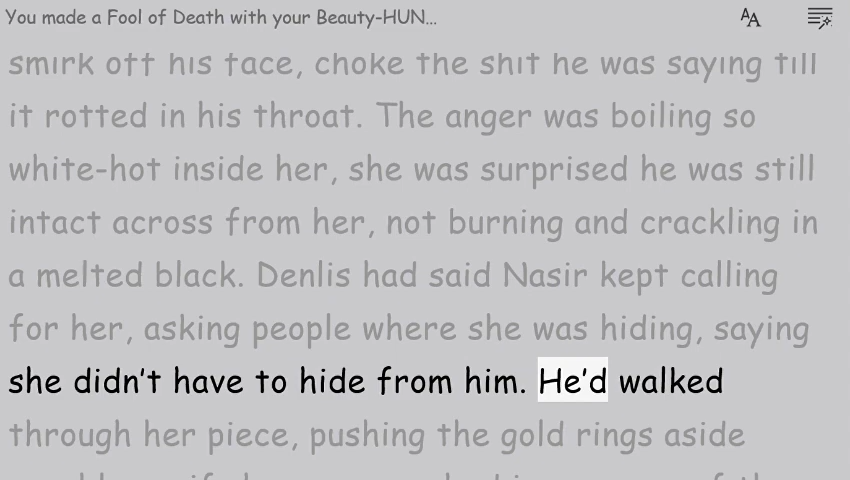 You made a Fool of Death with your Beauty-HUN...
smirk off his face, choke the shit he was saying till
it rotted in his throat. The anger was boiling so
white-hot inside her, she was surprised he was still
intact across from her, not burning and crackling in
a melted black. Denlis had said Nasir kept calling
for her, asking people where she was hiding, saying
she didn't have to hide from him. He'd walked
through her piece, pushing the gold rings aside